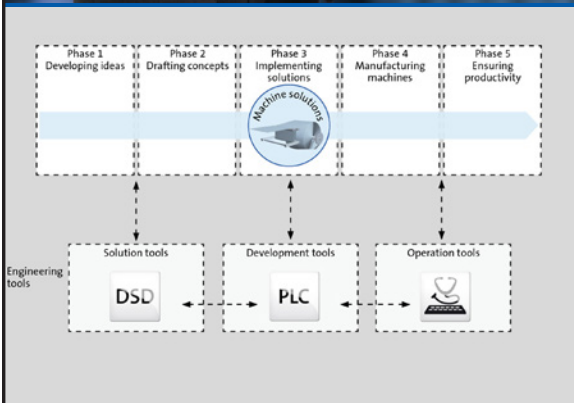 Phase 1
Developing ideas
Phase 2
Drafting concepts
Phase 3
Implementing
solutions
Phase 4
Manufacturing
machines
Phase 5
Ensuring
productivity
Machine solutions
Engineering
tools
Solution tools
DSD
Development tools
PLC
Operation tools